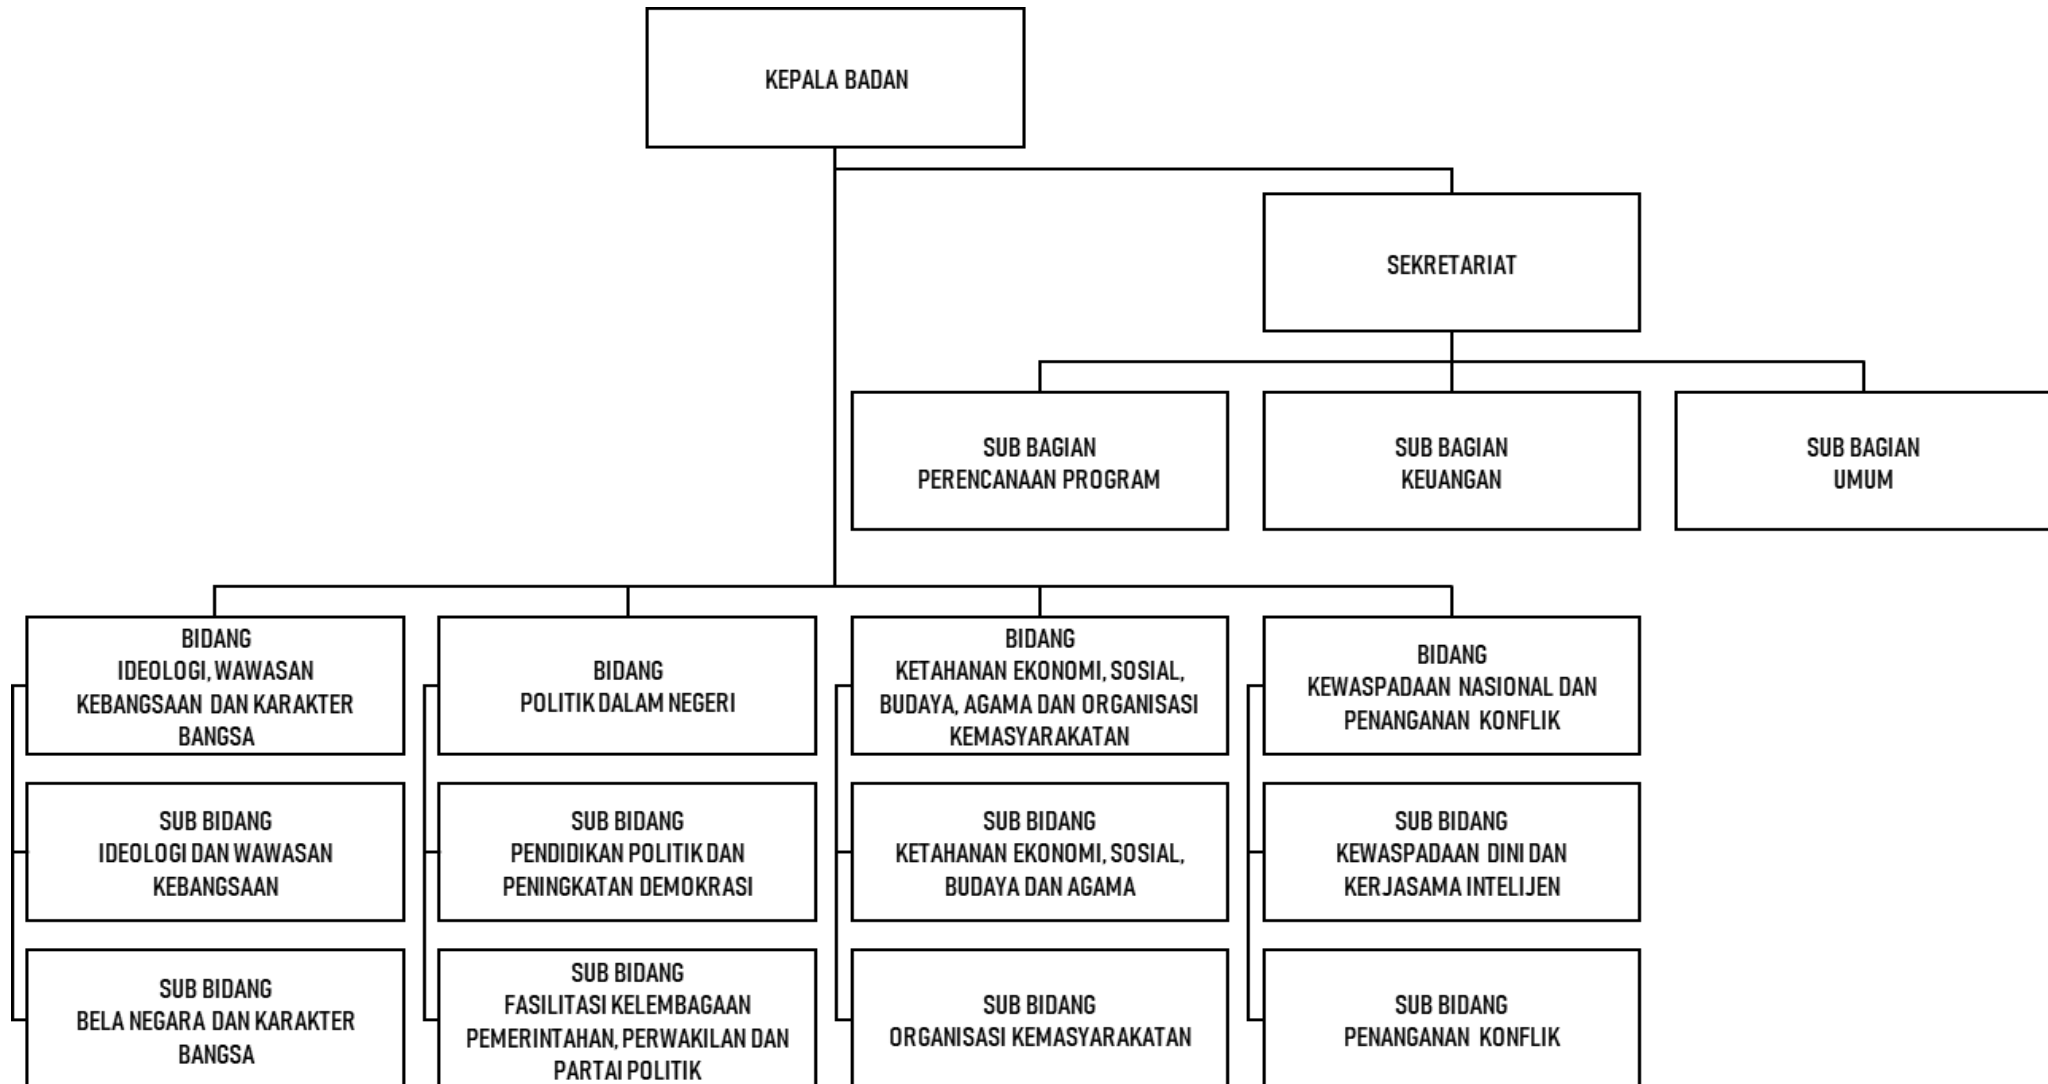 KEPALA BADAN
SEKRETARIAT
SUB BAGIAN
PERENCANAAN PROGRAM
SUB BAGIAN
KEUANGAN
SUB BAGIAN
UMUM
BIDANG
IDEOLOGI, WAWASAN
KEBANGSAAN DAN KARAKTER
BANGSA
BIDANG
POLITIK DALAM NEGERI
BIDANG
KETAHANAN EKONOMI, SOSIAL,
BUDAYA, AGAMA DAN ORGANISASI
KEMASYARAKATAN
BIDANG
KEWASPADAAN NASIONAL DAN
PENANGANAN KONFLIK
SUB BIDANG
IDEOLOGI DAN WAWASAN
KEBANGSAAN
SUB BIDANG
PENDIDIKAN POLITIK DAN
PENINGKATAN DEMOKRASI
SUB BIDANG
KETAHANAN EKONOMI, SOSIAL,
BUDAYA DAN AGAMA
SUB BIDANG
KEWASPADAAN DINI DAN
KERJASAMA INTELIJEN
SUB BIDANG
BELA NEGARA DAN KARAKTER
BANGSA
SUB BIDANG
FASILITASI KELEMBAGAAN
PEMERINTAHAN, PERWAKILAN DAN
PARTAI POLITIK
SUB BIDANG
ORGANISASI KEMASYARAKATAN
SUB BIDANG
PENANGANAN KONFLIK